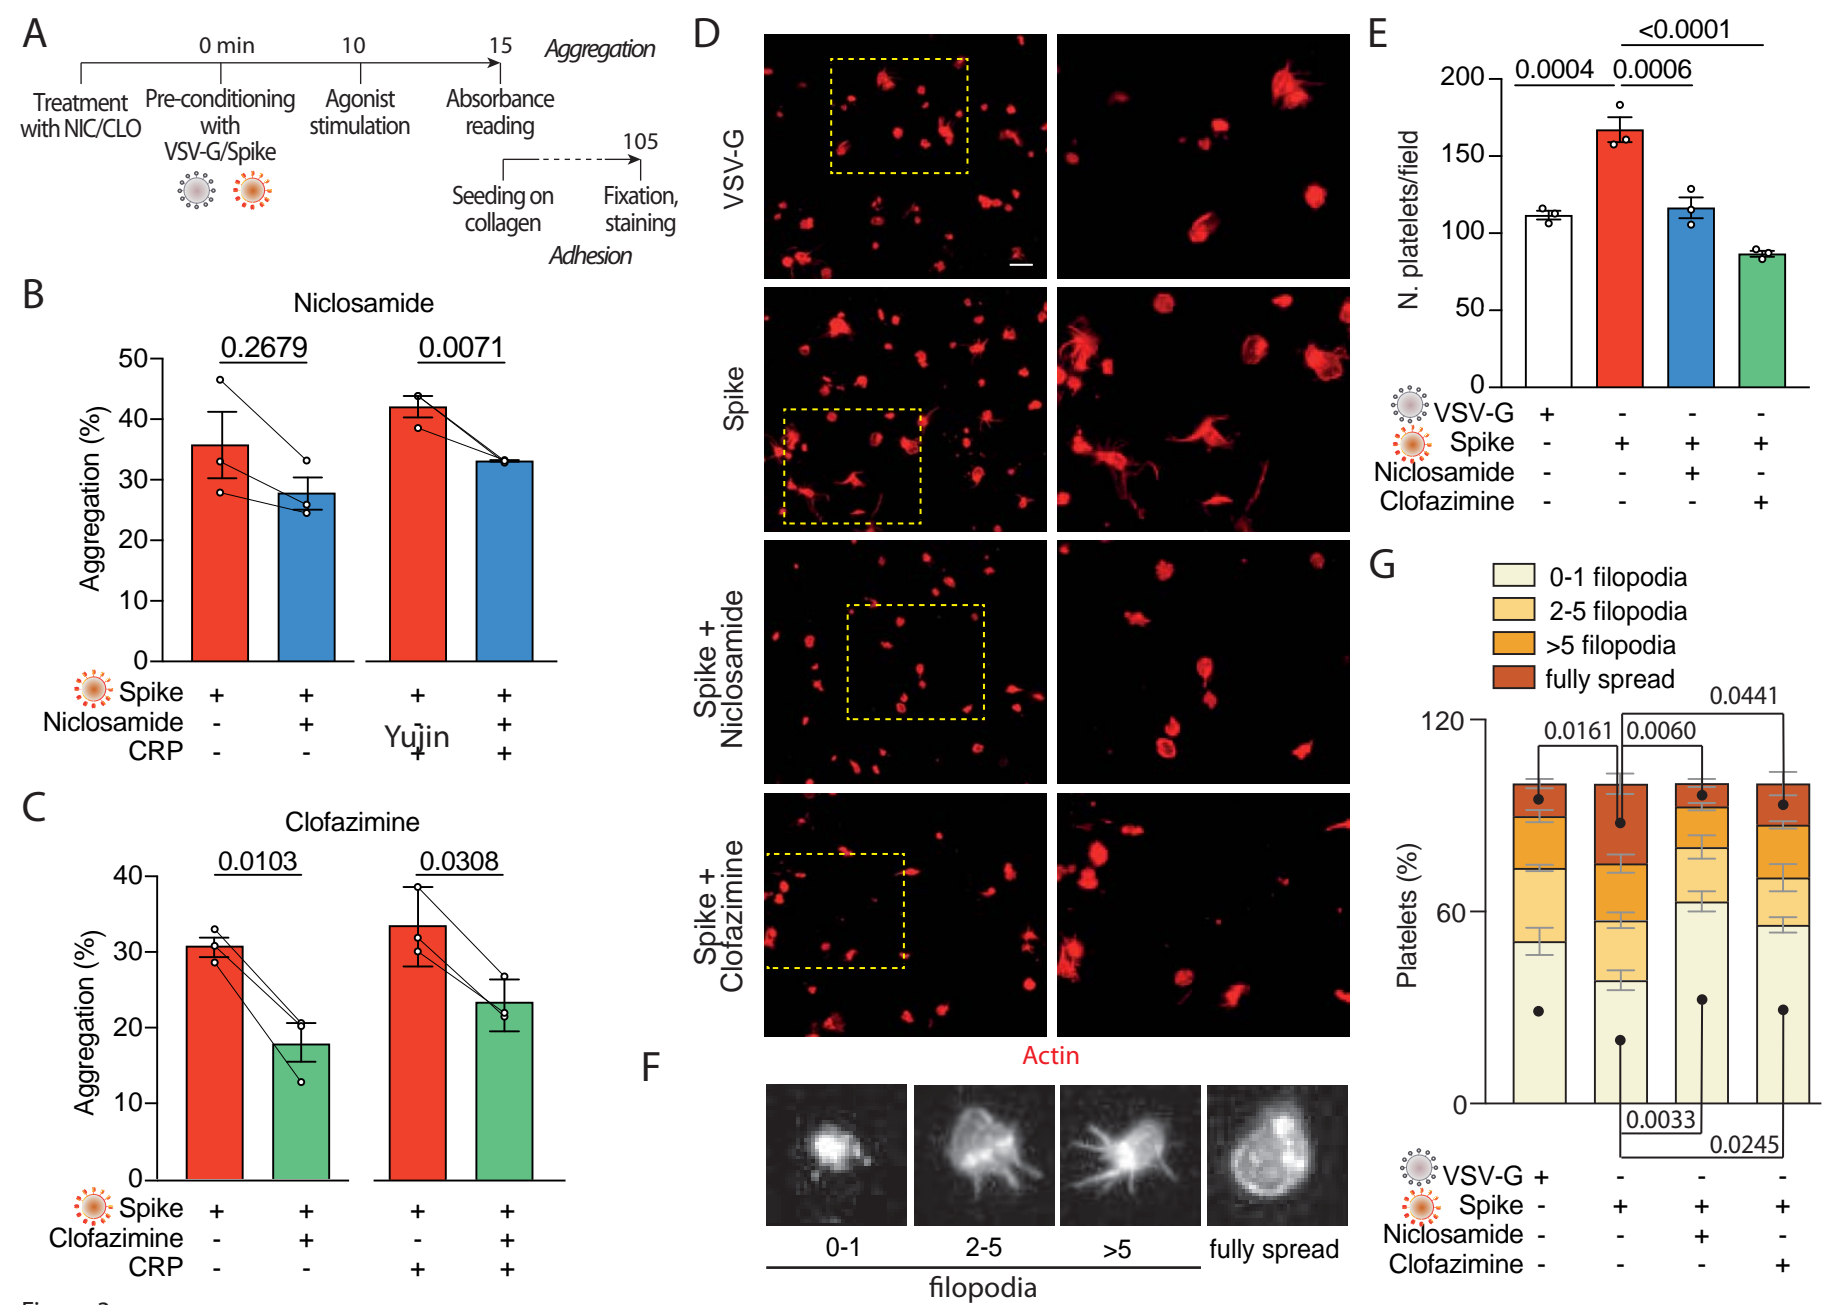 A
0 min
10
15
Aggregation
Treatment
with NIC/CLO
Pre-conditioning
with
VSV-G/Spike
Agonist
stimulation
Absorbance
reading
105
Seeding on
collagen
Fixation,
staining
Adhesion
B
Niclosamide
0.2679
0.0071
50
40
30
20
10
0
Aggregation (%)
Spike + + + +
Niclosamide - + - +
CRP - - + +
Yujin
C
Clofazimine
0.0103
0.0308
40
30
20
10
0
Aggregation (%)
Spike + + + +
Clofazimine - + - +
CRP - - + +
D
VSV-G
Spike
Spike +
Niclosamide
Spike +
Clofazimine
Actin
E
<0.0001
0.0004 0.0006
200
150
100
50
0
N. platelets/field
VSV-G + - - -
Spike - + + +
Niclosamide - - + -
Clofazimine - - - +
F
0-1
2-5
>5
fully spread
filopodia
G
0-1 filopodia
2-5 filopodia
>5 filopodia
fully spread
0.0441
0.0161 0.0060
120
60
0
Platelets (%)
0.0033
0.0245
VSV-G + - - -
Spike - + + +
Niclosamide - - + -
Clofazimine - - - +